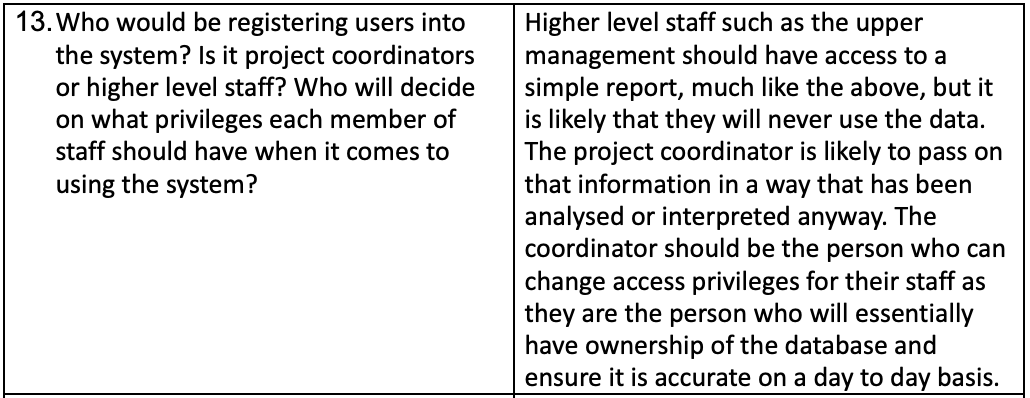 13. Who would be registering users into
the system? Is it project coordinators
or higher level staff? Who will decide
on what privileges each member of
staff should have when it comes to
using the system?
Higher level staff such as the upper
management should have access to a
simple report, much like the above, but it
is likely that they will never use the data.
The project coordinator is likely to pass on
that information in a way that has been
analysed or interpreted anyway. The
coordinator should be the person who can
change access privileges for their staff as
they are the person who will essentially
have ownership of the database and
ensure it is accurate on a day to day basis.